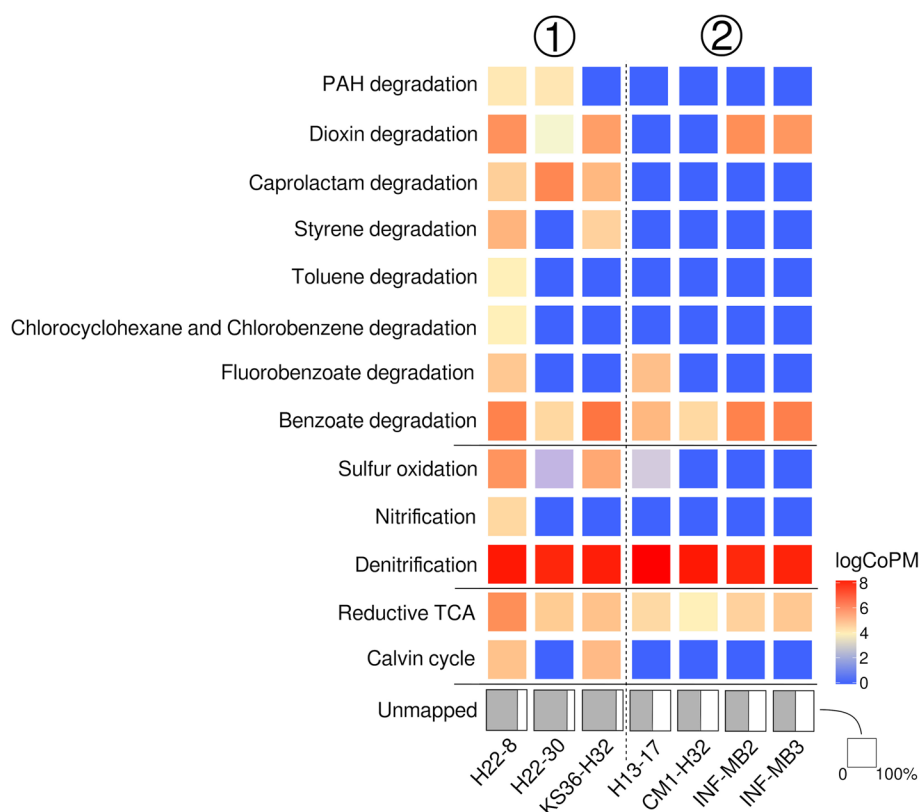 ① ②
PAH degradation
Dioxin degradation
Caprolactam degradation
Styrene degradation
Toluene degradation
Chlorocyclohexane and Chlorobenzene degradation
Fluorobenzoate degradation
Benzoate degradation
Sulfur oxidation
Nitrification
Denitrification
Reductive TCA
Calvin cycle
Unmapped
H22-8 H22-30 KS36-H32 H13-17 CM1-H32 INF-MB2 INF-MB3
logCoPM
8
6
4
2
0
0 100%